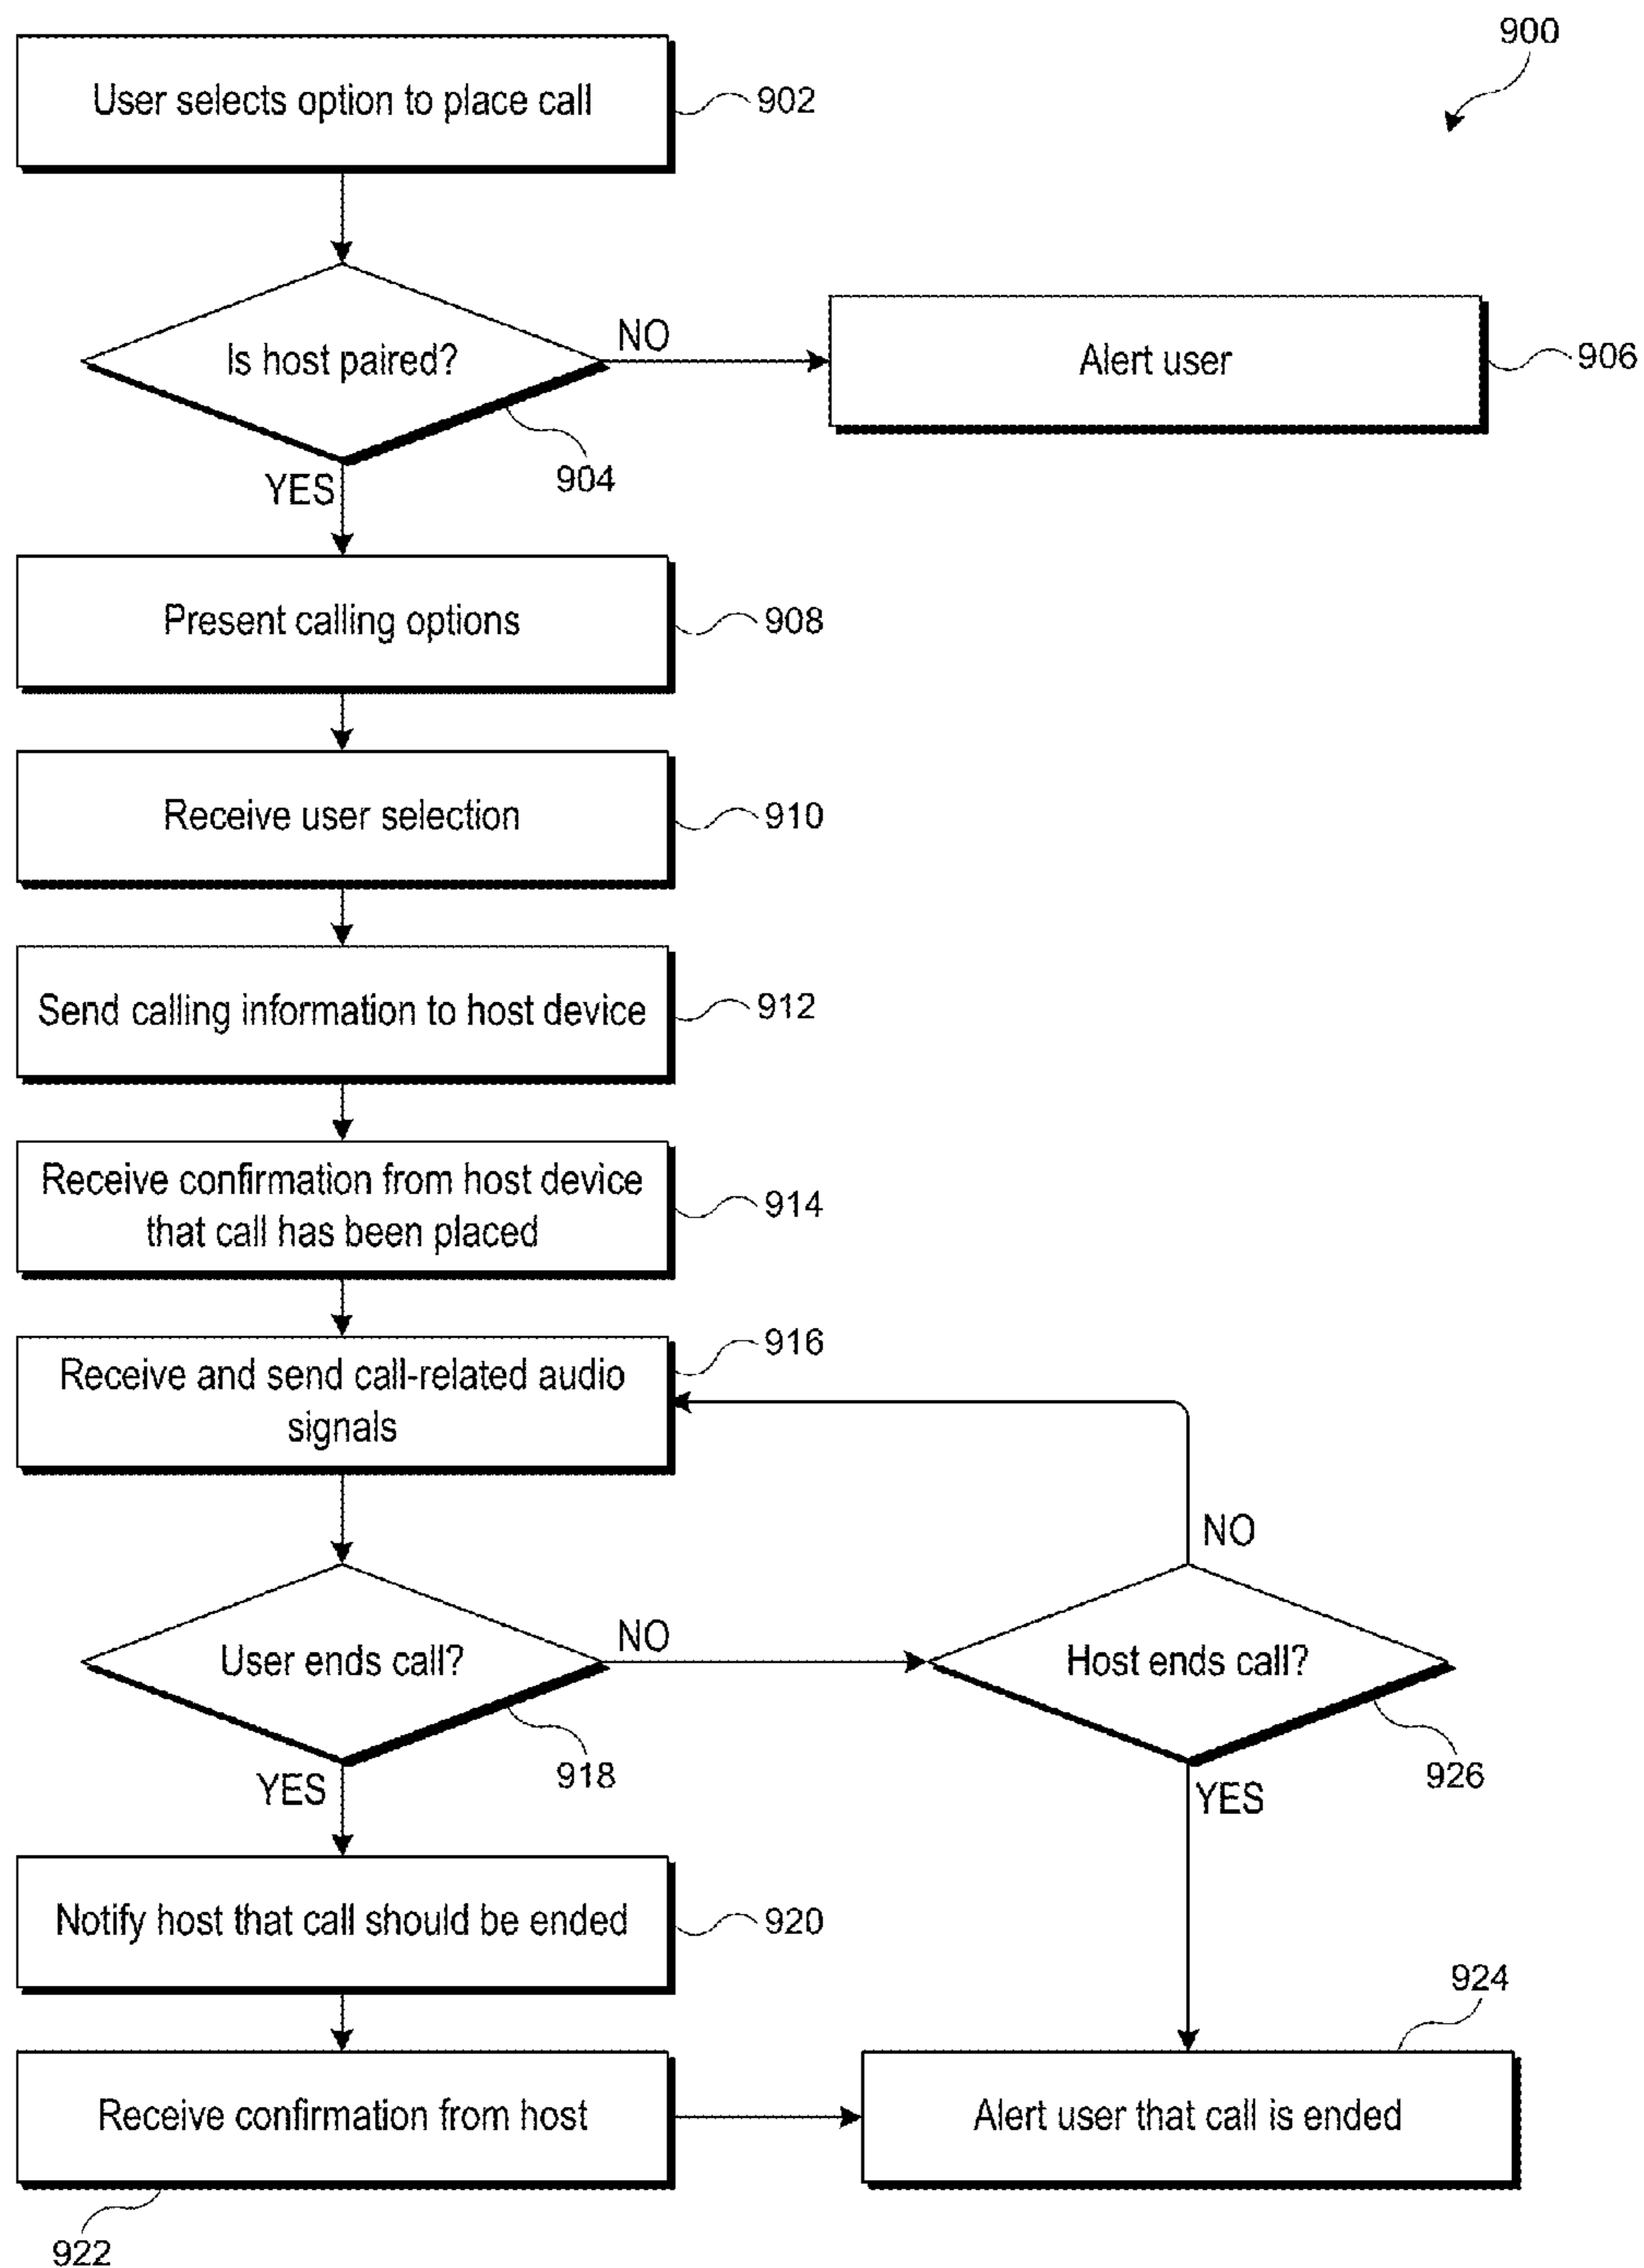 900
User selects option to place call
902
Is host paired?
NO
Alert user
906
904
YES
Present calling options
908
Receive user selection
910
Send calling information to host device
912
Receive confirmation from host device
that call has been placed
914
Receive and send call-related audio
signals
916
User ends call?
NO
Host ends call?
NO
918
926
YES
YES
Notify host that call should be ended
920
924
Receive confirmation from host
Alert user that call is ended
922